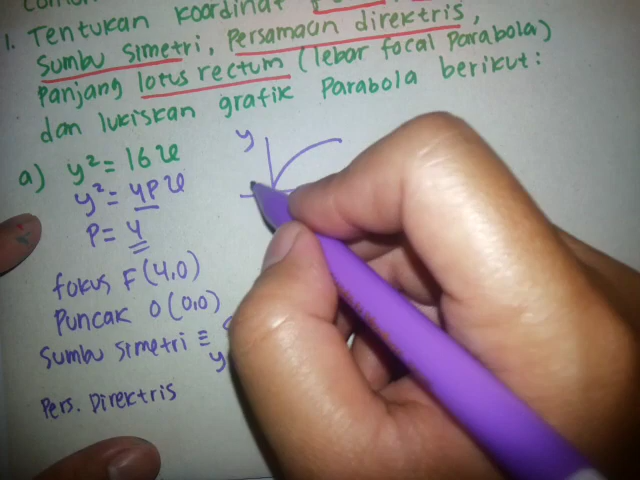 1. Tentukan koordinat
Sumbu Simetri, Persamaan direktris,
Panjang lotus rectum (lebar focal Parabola)
dan lukiskan grafik Parabola berikut:
a) y² = 16x
y² = 4Px
P = 4
fokus F(4,0)
Puncak O(0,0)
Sumbu Simetri ≡
y
Pers. Direktris
y